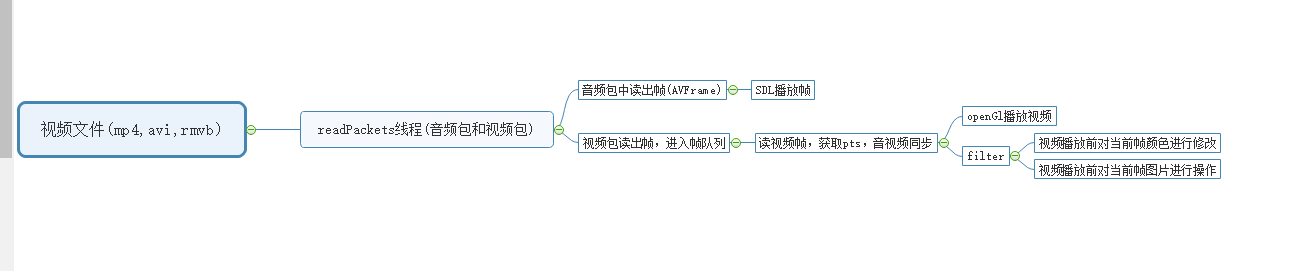 视频文件(mp4,avi,rmvb)
readPackets线程(音频包和视频包)
音频包中读出帧(AVFrame)
SDL播放帧
视频包读出帧，进入帧队列
读视频帧，获取pts，音视频同步
openGl播放视频
filter
视频播放前对当前帧颜色进行修改
视频播放前对当前帧图片进行操作